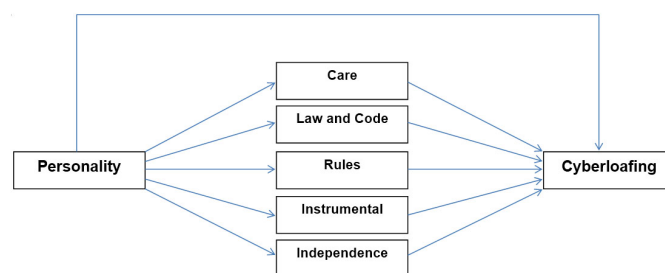 Care
Law and Code
Personality
Rules
Cyberloafing
Instrumental
Independence